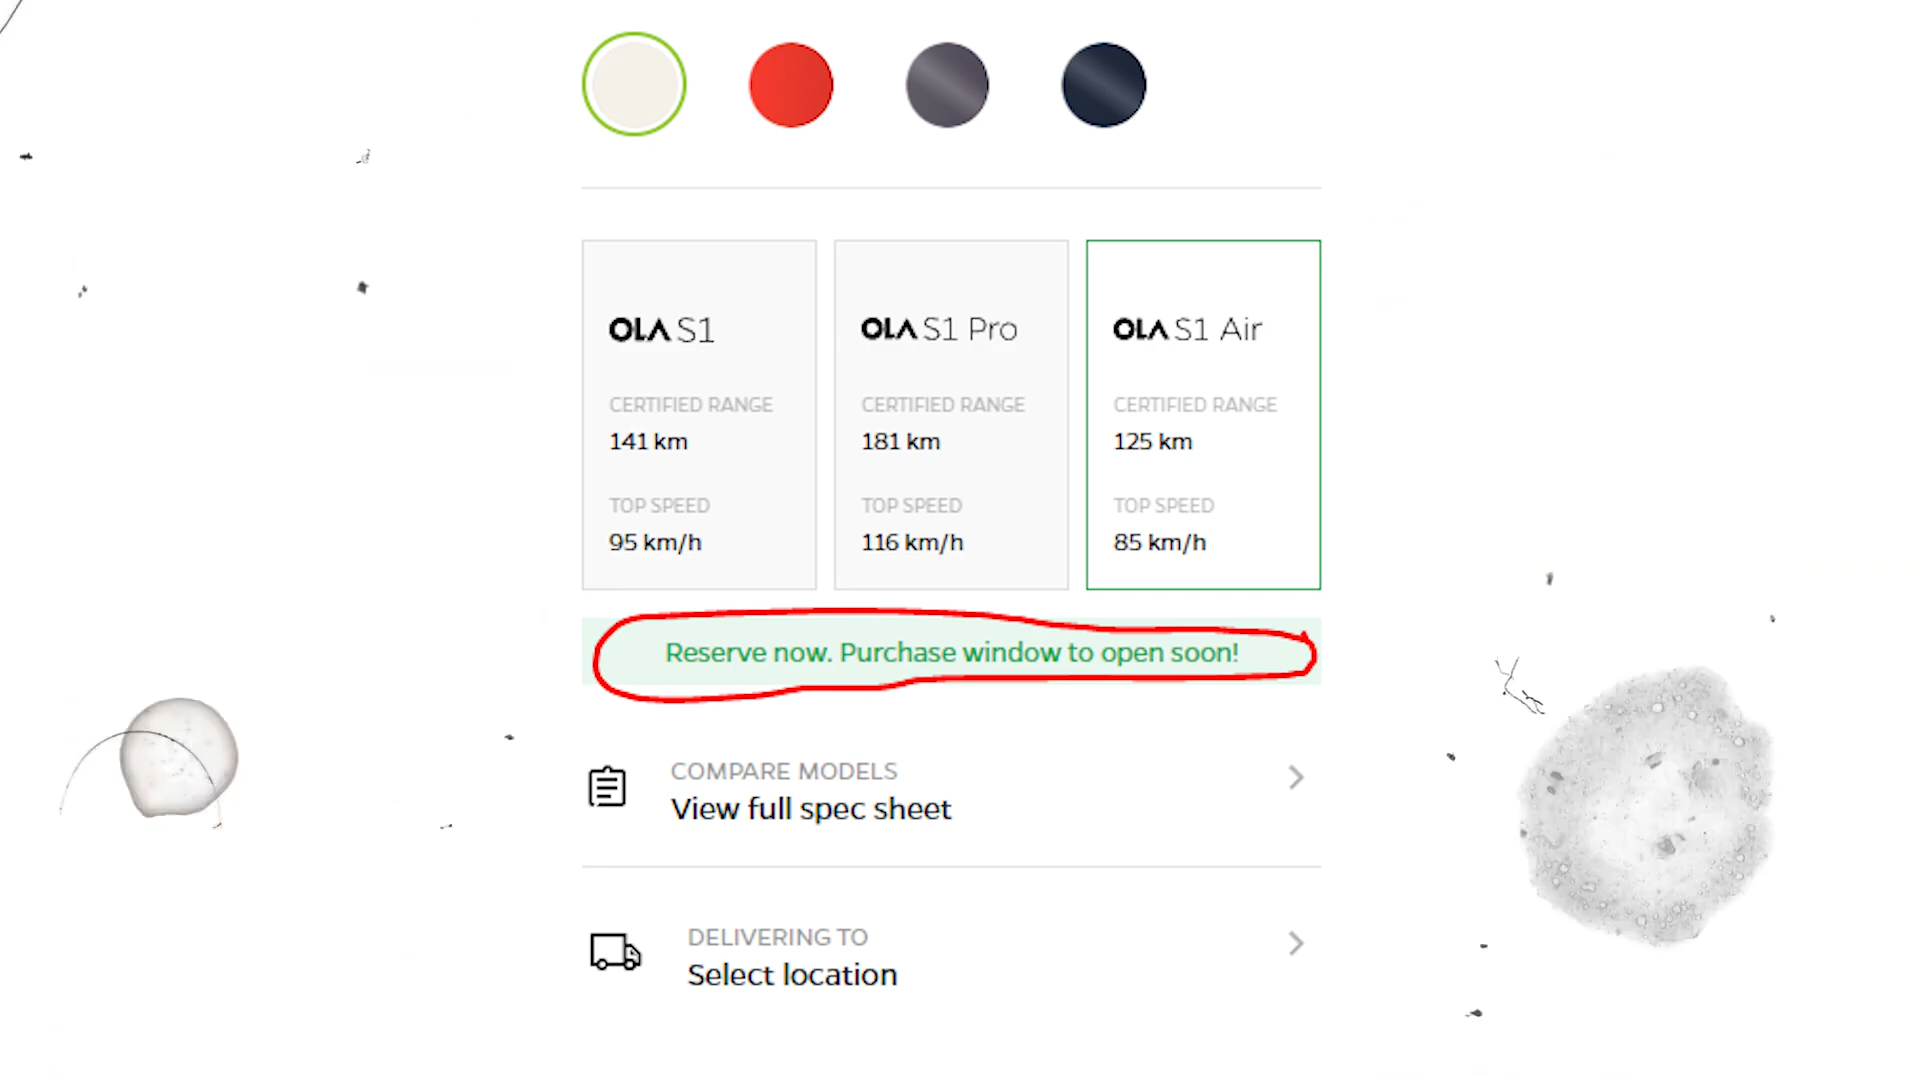 OLA S1
CERTIFIED RANGE
141 km
TOP SPEED
95 km/h
OLA S1 Pro
CERTIFIED RANGE
181 km
TOP SPEED
116 km/h
OLA S1 Air
CERTIFIED RANGE
125 km
TOP SPEED
85 km/h
Reserve now. Purchase window to open soon!
COMPARE MODELS
View full spec sheet
DELIVERING TO
Select location